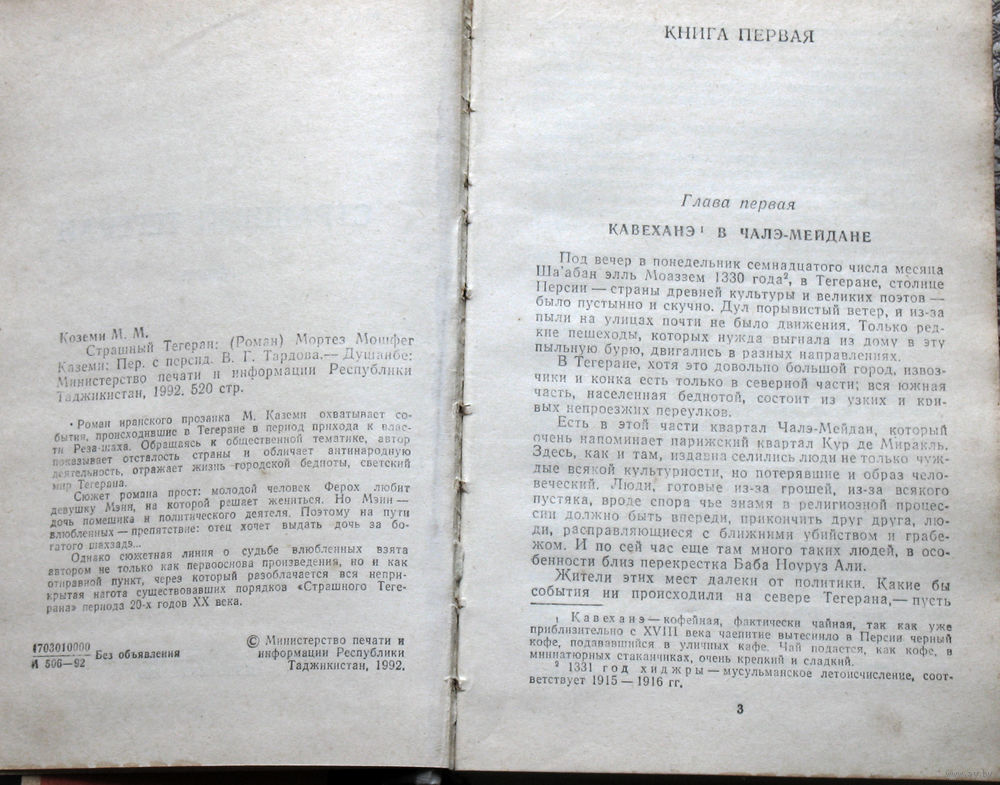 Коземи М. М.
Страшный Тегеран: (Роман) Мортез Мошфег
Каземи: Пер. с персид. В. Г. Тардова.— Душанбе:
Министерство печати и информации Республики
Таджикистан, 1992. 520 стр.
• Роман иранского прозаика М. Каземи охватывает со-
бытия, происходившие в Тегеране в период прихода к влас-
ти Реза-шаха. Обращаясь к общественной тематике, автор
показывает отсталость страны и обличает антинародную
деятельность, отражает жизнь городской бедноты, светский
мир Тегерана.
Сюжет романа прост: молодой человек Ферох любит
девушку Мэин, на которой решает жениться. Но Мэин —
дочь помещика и политического деятеля. Поэтому на пути
влюбленных — препятствие: отец хочет выдать дочь за бо-
гатого шахзадэ...
Однако сюжетная линия о судьбе влюбленных взята
автором не только как первооснова произведения, но и как
отправной пункт, через который разоблачается вся непри-
крытая нагота существовавших порядков «Страшного Теге-
рана» периода 20-х годов XX века.
4703010000
И 506—92
Без объявления
© Министерство печати и
информации Республики
Таджикистан, 1992.
КНИГА ПЕРВАЯ
Глава первая
КАВЕХАНЭ¹ В ЧАЛЭ-МЕЙДАНЕ
Под вечер в понедельник семнадцатого числа месяца
Ша'абан элль Моаззем 1330 года², в Тегеране, столице
Персии — страны древней культуры и великих поэтов —
было пустынно и скучно. Дул порывистый ветер, и из-за
пыли на улицах почти не было движения. Только ред-
кие пешеходы, которых нужда выгнала из дому в эту
пыльную бурю, двигались в разных направлениях.
В Тегеране, хотя это довольно большой город, извоз-
чики и конка есть только в северной части; вся южная
часть, населенная беднотой, состоит из узких и кри-
вых непроезжих переулков.
Есть в этой части квартал Чалэ-Мейдан, который
очень напоминает парижский квартал Кур де Миракль.
Здесь, как и там, издавна селились люди не только чуж-
дые всякой культурности, но потерявшие и образ чело-
веческий. Люди, готовые из-за грошей, из-за всякого
пустяка, вроде спора чье знамя в религиозной процес-
сии должно быть впереди, прикончить друг друга, лю-
ди, расправляющиеся с ближними убийством и грабе-
жом. И по сей час еще там много таких людей, в осо-
бенности близ перекрестка Баба Ноуруз Али.
Жители этих мест далеки от политики. Какие бы
события ни происходили на севере Тегерана,— пусть
¹ Кавеханэ — кофейная, фактически чайная, так как уже
приблизительно с XVIII века чаепитие вытеснило в Персии черный
кофе, подававшийся в уличных кафе. Чай подается, как кофе, в
миниатюрных стаканчиках, очень крепкий и сладкий.
² 1331 год хиджры — мусульманское летоисчисление, соот-
ветствует 1915 — 1916 гг.
3